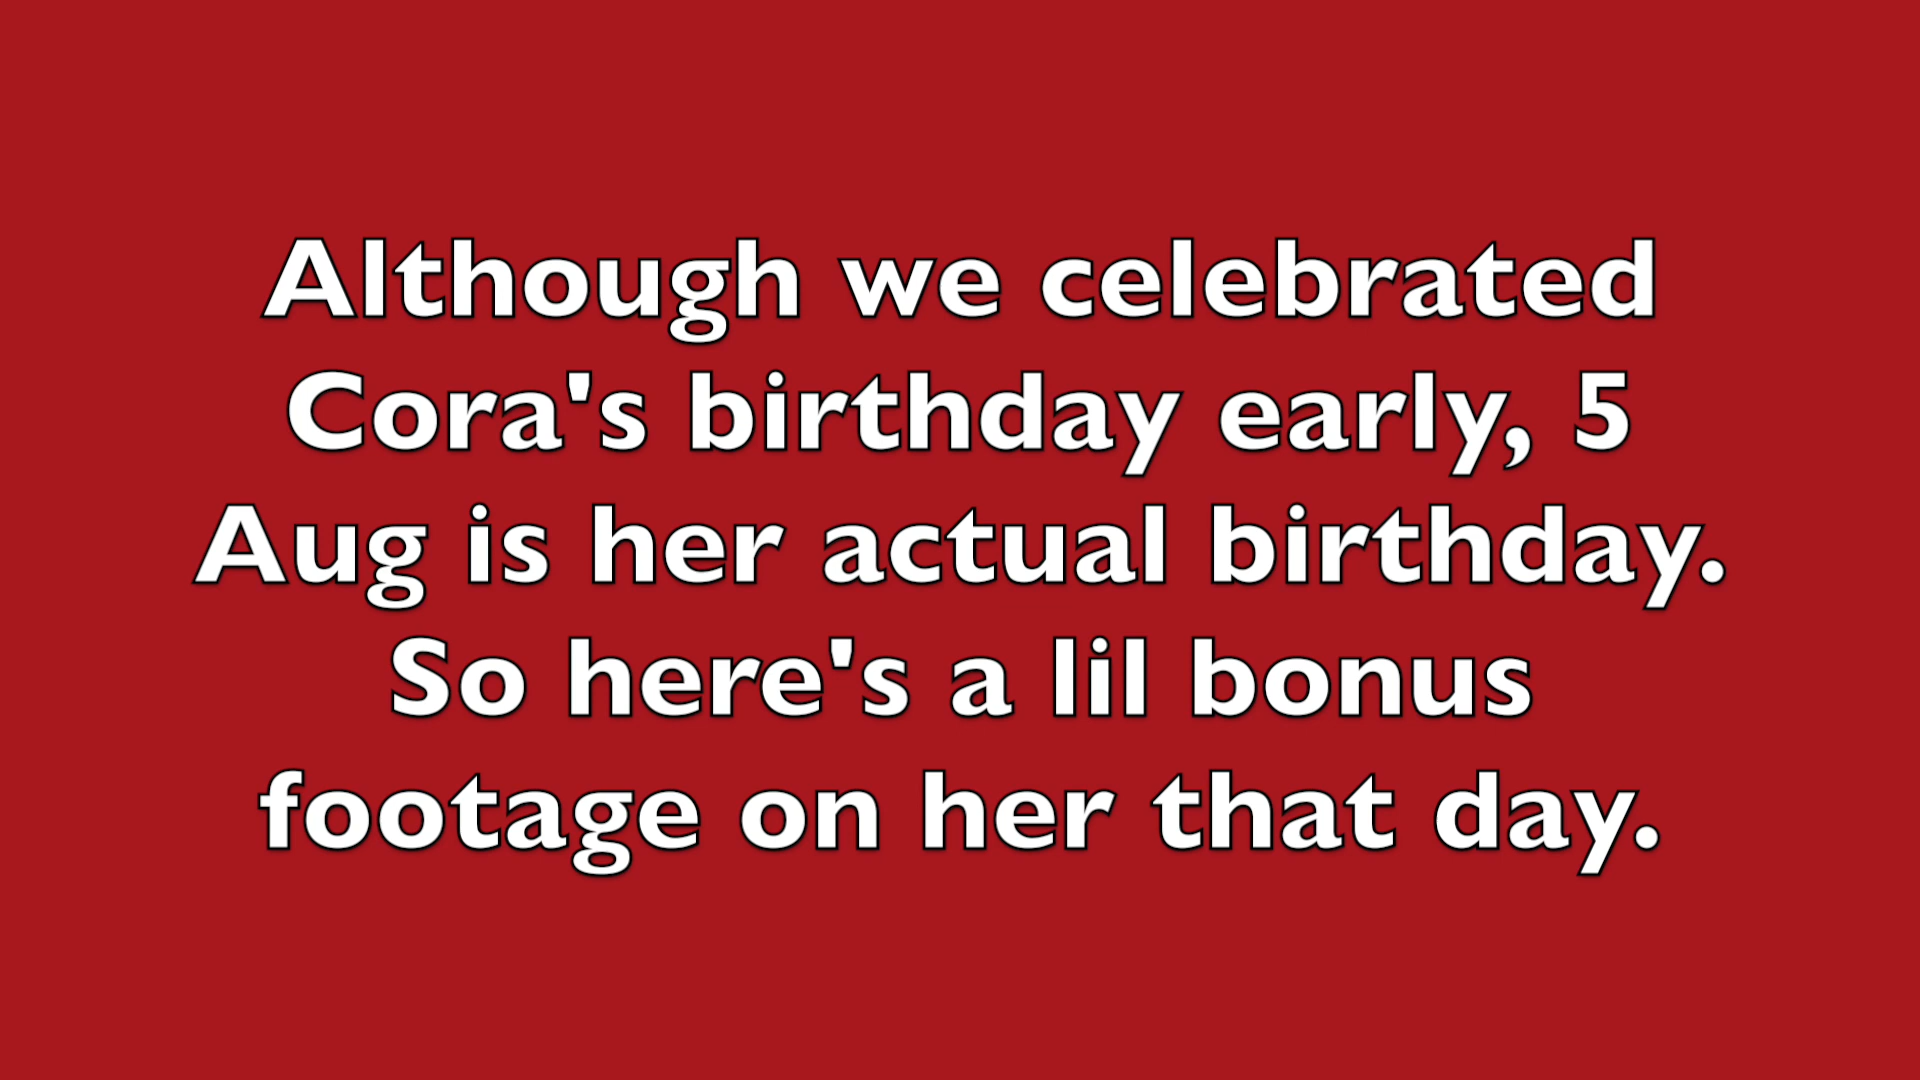 Although we celebrated
Cora's birthday early, 5
Aug is her actual birthday.
So here's a lil bonus
footage on her that day.